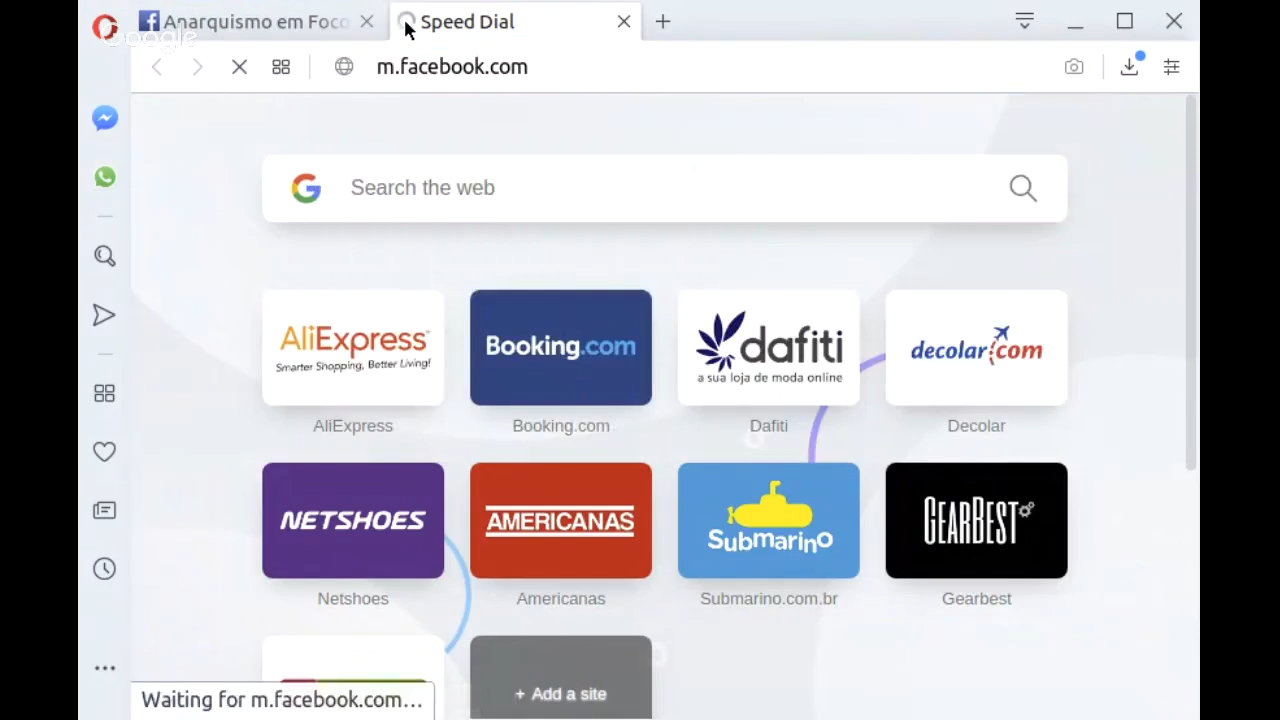 Anarquismo em Foco
Speed Dial
Google
m.facebook.com
Search the web
AliExpress
Smarter Shopping, Better Living!
Booking.com
dafiti
a sua loja de moda online
decolar.com
AliExpress
Booking.com
Dafiti
Decolar
NETSHOES
AMERICANAS
Submarino
GEARBEST
Netshoes
Americanas
Submarino.com.br
Gearbest
+ Add a site
Waiting for m.facebook.com...